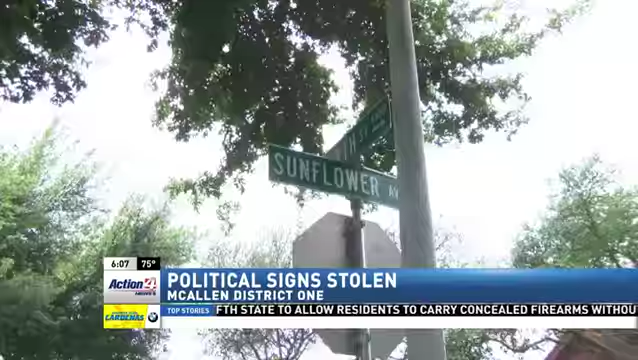 SUNFLOWER AV
6:07 75°
POLITICAL SIGNS STOLEN
Action 4
NEWS
MCALLEN DISTRICT ONE
CARDENAS
TOP STORIES
FTH STATE TO ALLOW RESIDENTS TO CARRY CONCEALED FIREARMS WITHOU